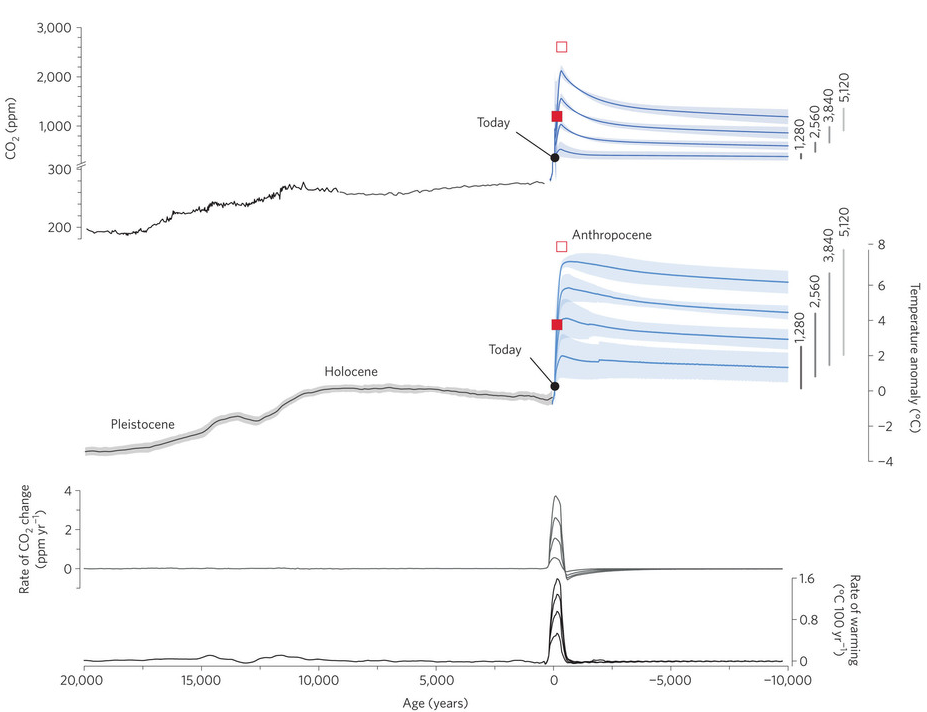 3,000
2,000
1,000
300
200
CO2 (ppm)
Today
1,280
2,560
3,840
5,120
Anthropocene
Today
Holocene
Pleistocene
1,280
2,560
3,840
5,120
8
6
4
2
0
−2
−4
Temperature anomaly (°C)
4
2
0
Rate of CO2 change
(ppm yr−1)
1.6
0.8
0
Rate of warming
(°C 100 yr−1)
20,000 15,000 10,000 5,000 0 −5,000 −10,000
Age (years)